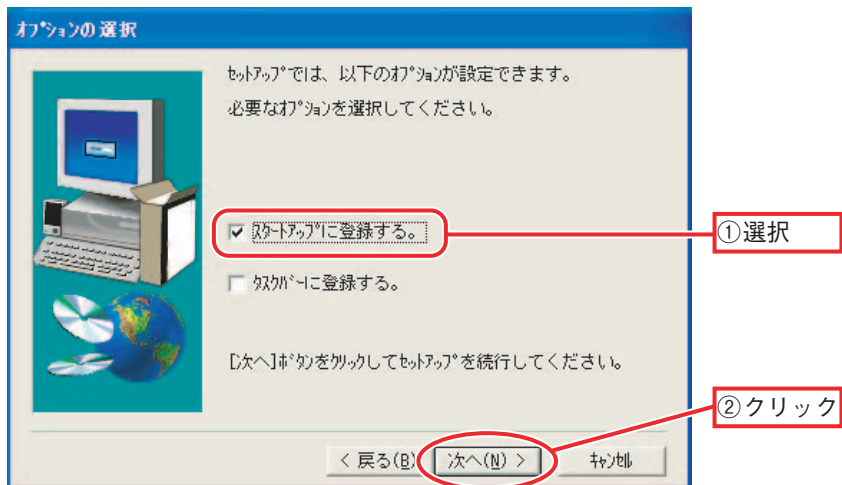 ｵﾌﾟｼｮﾝの選択
ｾｯﾄｱｯﾌﾟでは、以下のｵﾌﾟｼｮﾝが設定できます。
必要なｵﾌﾟｼｮﾝを選択してください。
ｽﾀｰﾄｱｯﾌﾟに登録する。
①選択
ﾀｽｸﾊﾞｰに登録する。
[次へ]ﾎﾞﾀﾝをｸﾘｯｸしてｾｯﾄｱｯﾌﾟを続行してください。
②クリック
< 戻る(B) 次へ(N) > ｷｬﾝｾﾙ